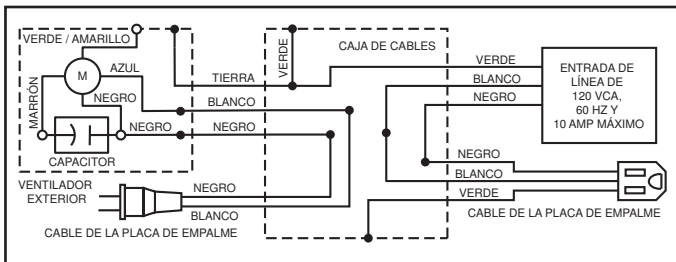 VERDE / AMARILLO
M
AZUL
MARRÓN
NEGRO
CAPACITOR
VENTILADOR
EXTERIOR
TIERRA
BLANCO
NEGRO
NEGRO
VERDE
CAJA DE CABLES
VERDE
BLANCO
NEGRO
ENTRADA DE
LÍNEA DE
120 VCA,
60 HZ Y
10 AMP MÁXIMO
NEGRO
BLANCO
CABLE DE LA PLACA DE EMPALME
NEGRO
BLANCO
VERDE
CABLE DE LA PLACA DE EMPALME